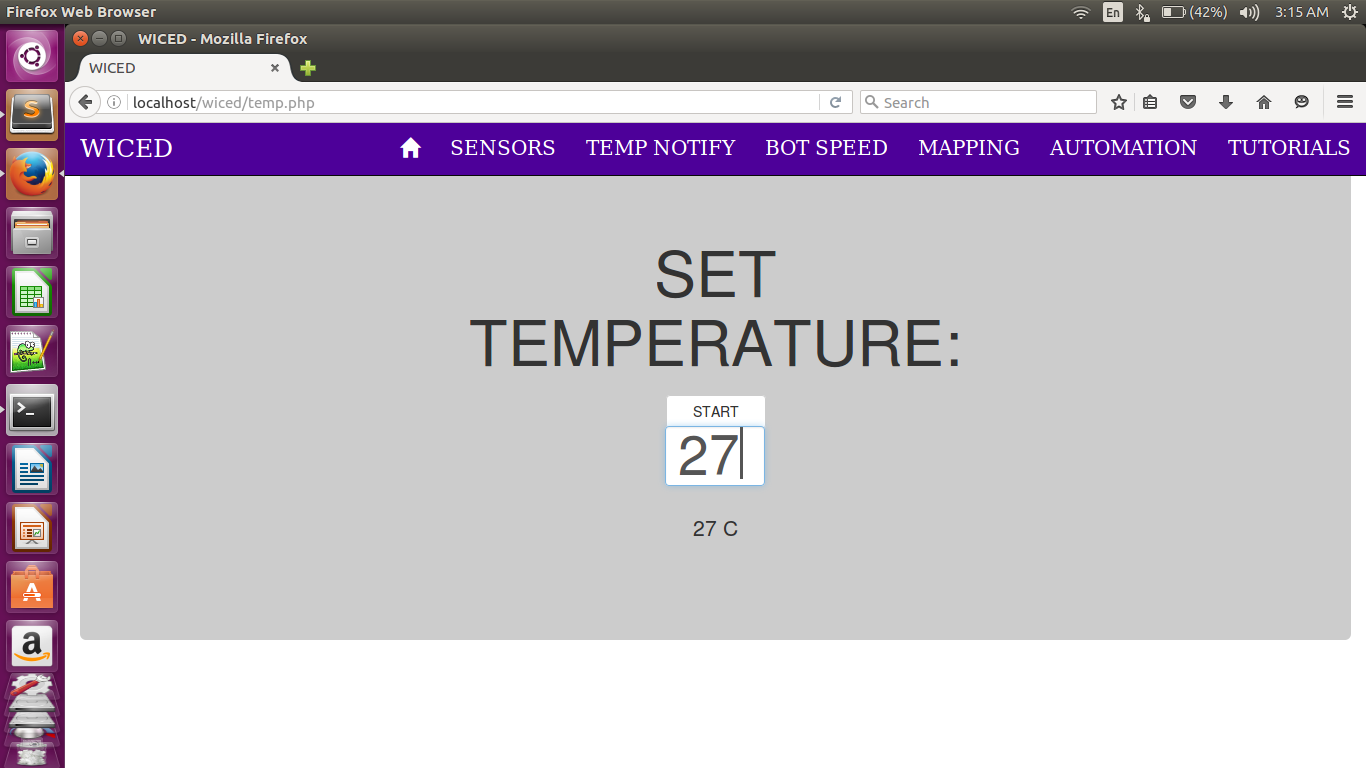 Firefox Web Browser
En
(42%)
3:15 AM
WICED - Mozilla Firefox
WICED
localhost/wiced/temp.php
Search
WICED
SENSORS
TEMP NOTIFY
BOT SPEED
MAPPING
AUTOMATION
TUTORIALS
SET
TEMPERATURE:
START
27
27 C